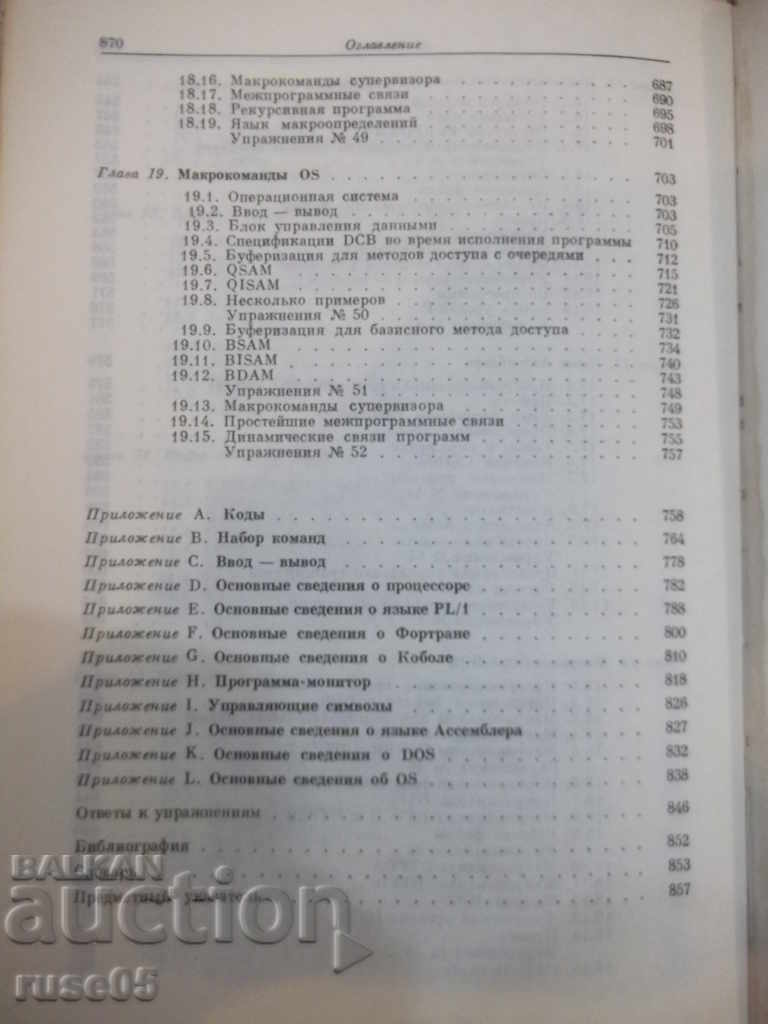 870 Оглавление
18.16. Макрокоманды супервизора 687
18.17. Межпрограммные связи 690
18.18. Рекурсивная программа 695
18.19. Язык макроопределений 698
Упражнения № 49 701
Глава 19. Макрокоманды OS 703
19.1. Операционная система 703
19.2. Ввод — вывод 703
19.3. Блок управления данными 705
19.4. Спецификации DCB во время исполнения программы 710
19.5. Буферизация для методов доступа с очередями 712
19.6. QSAM 715
19.7. QISAM 721
19.8. Несколько примеров 726
Упражнения № 50 731
19.9. Буферизация для базисного метода доступа 732
19.10. BSAM 734
19.11. BISAM 740
19.12. BDAM 743
Упражнения № 51 748
19.13. Макрокоманды супервизора 749
19.14. Простейшие межпрограммные связи 753
19.15. Динамические связи программ 755
Упражнения № 52 757
Приложение A. Коды 758
Приложение B. Набор команд 764
Приложение C. Ввод — вывод 778
Приложение D. Основные сведения о процессоре 782
Приложение E. Основные сведения о языке PL/1 788
Приложение F. Основные сведения о Фортране 800
Приложение G. Основные сведения о Коболе 810
Приложение H. Программа-монитор 818
Приложение I. Управляющие символы 826
Приложение J. Основные сведения о языке Ассемблера 827
Приложение K. Основные сведения о DOS 832
Приложение L. Основные сведения об OS 838
Ответы к упражнениям 846
Библиография 852
853
Предметный указатель 857
BALKAN
auction
ruse05